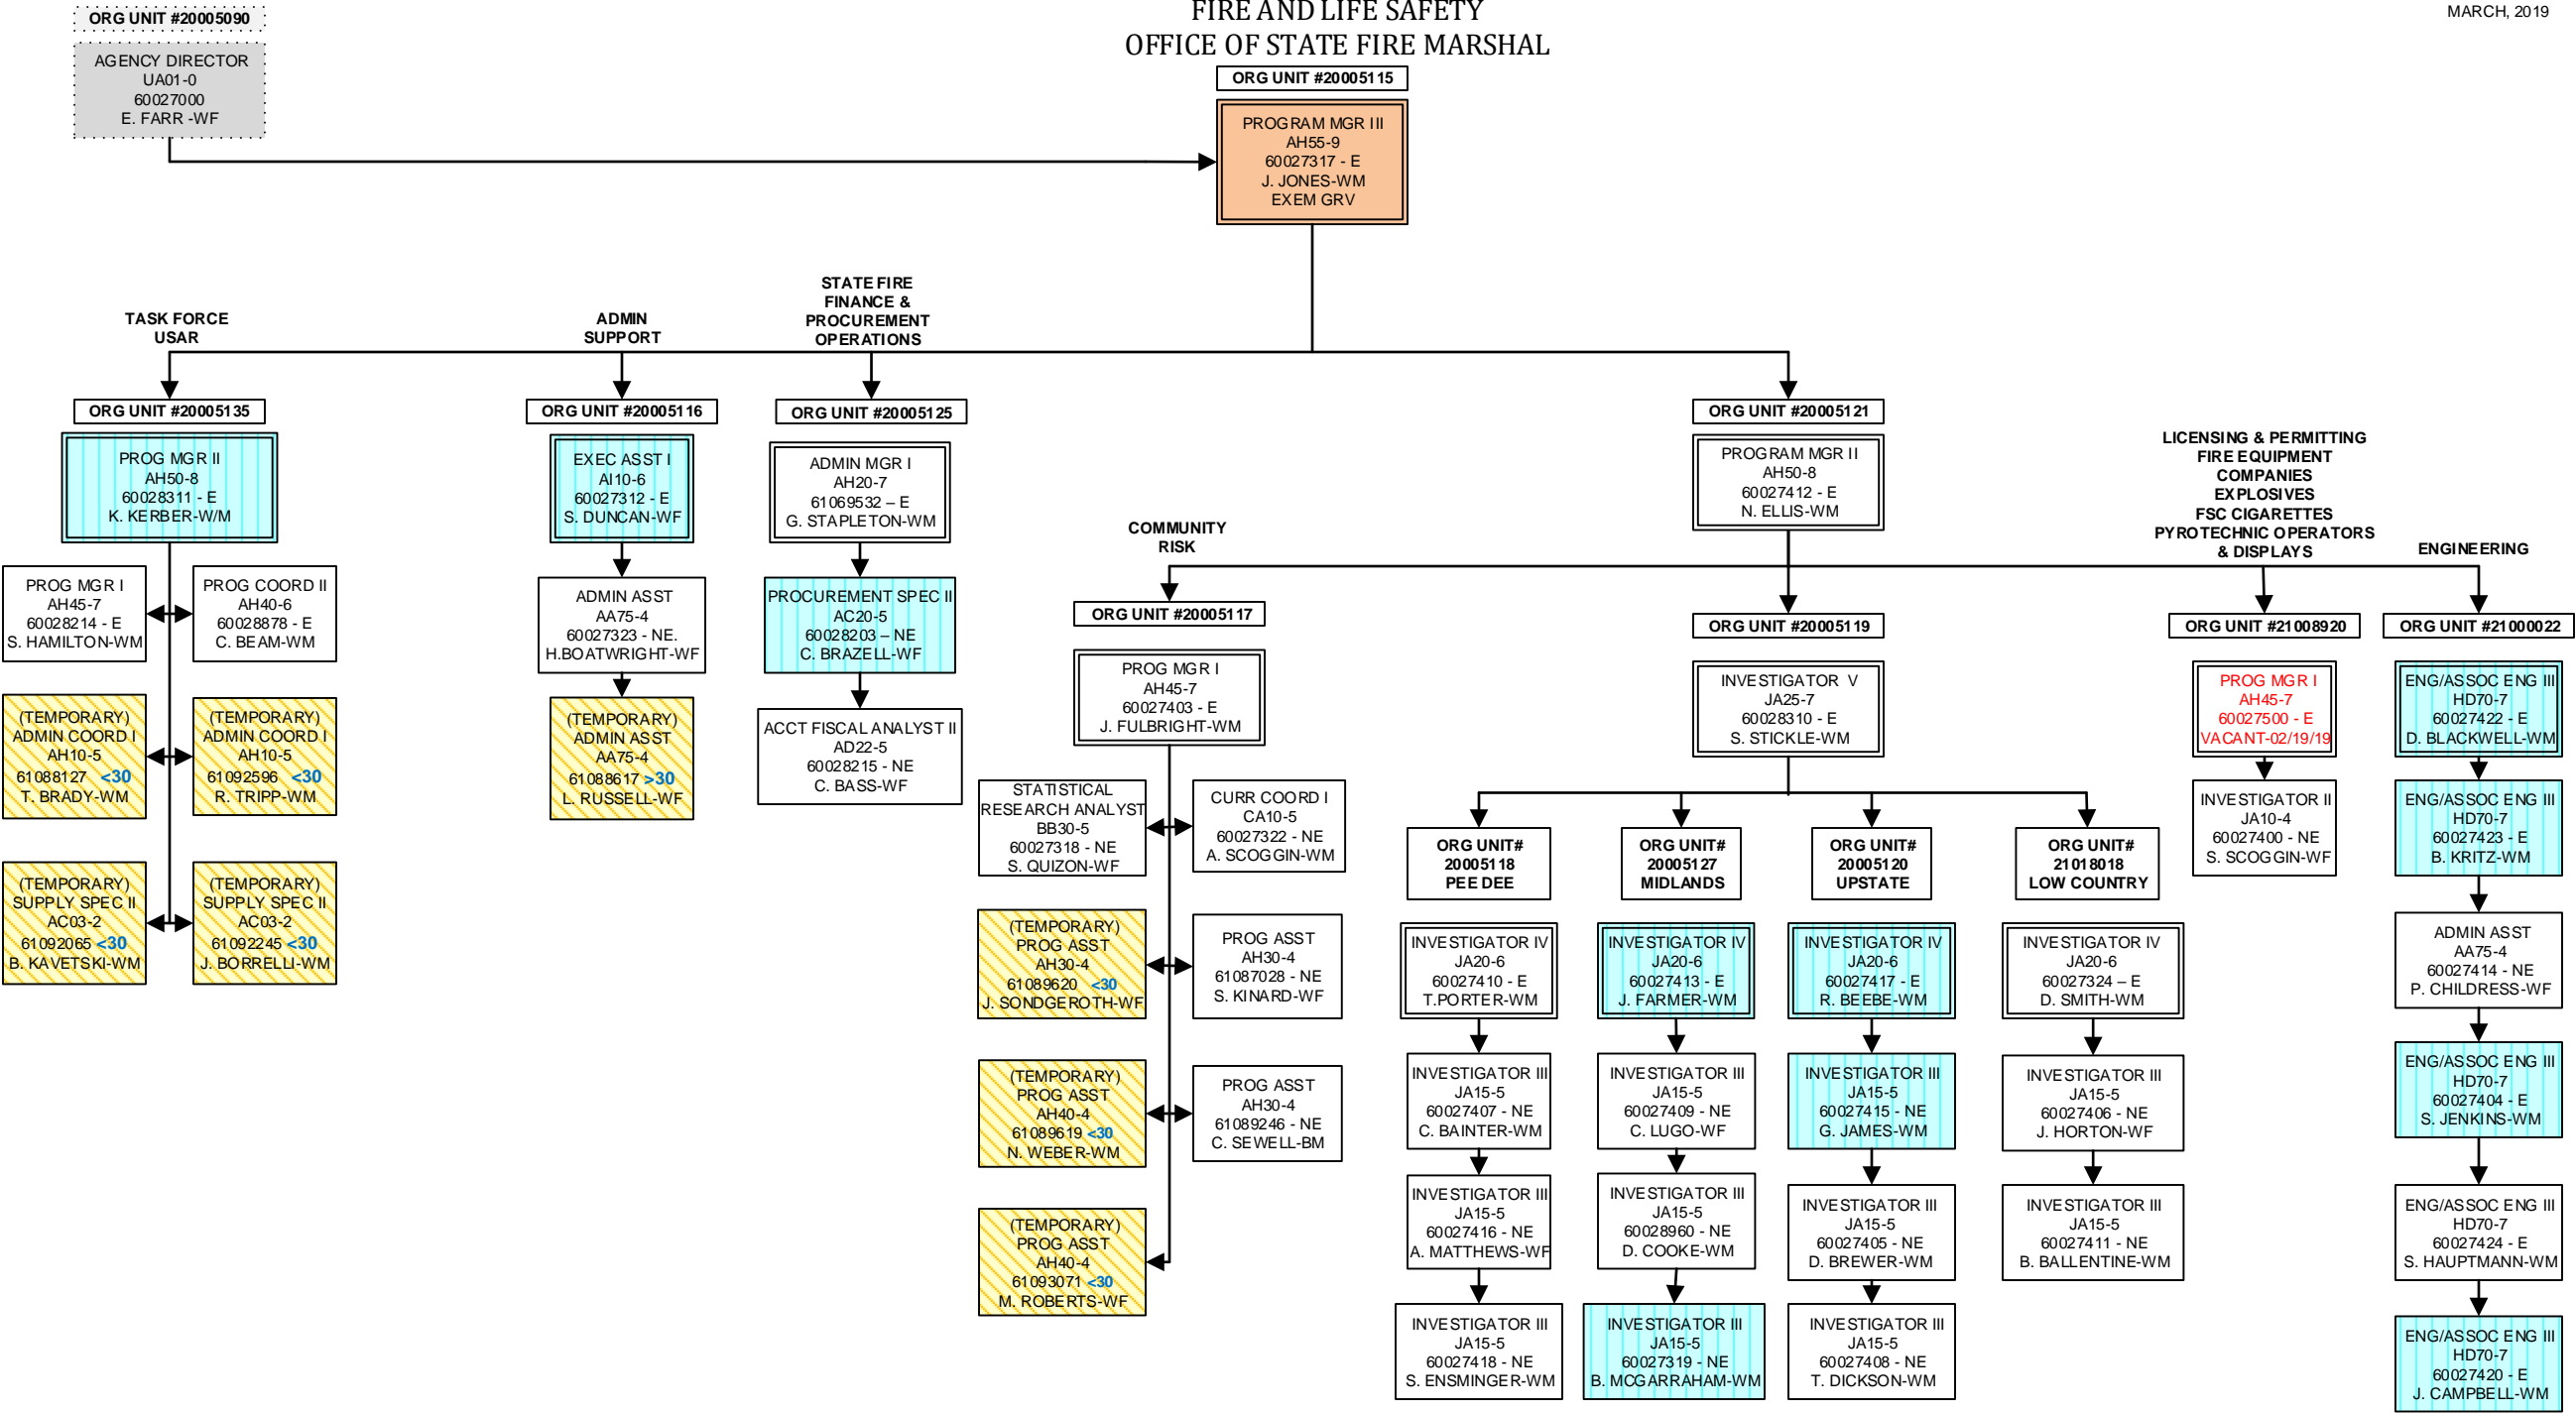 ORG UNIT #20005090
FIRE AND LIFE SAFETY
OFFICE OF STATE FIRE MARSHAL
MARCH, 2019
AGENCY DIRECTOR
UA01-0
60027000
E. FARR -WF
ORG UNIT #20005115
PROGRAM MGR III
AH55-9
60027317 - E
J. JONES-WM
EXEM GRV
TASK FORCE
USAR
ORG UNIT #20005135
PROG MGR II
AH50-8
60028311 - E
K. KERBER-W/M
PROG MGR I
AH45-7
60028214 - E
S. HAMILTON-WM
PROG COORD II
AH40-6
60028878 - E
C. BEAM-WM
(TEMPORARY)
ADMIN COORD I
AH10-5
61088127 <30
T. BRADY-WM
(TEMPORARY)
ADMIN COORD I
AH10-5
61092596 <30
R. TRIPP-WM
(TEMPORARY)
SUPPLY SPEC II
AC03-2
61092065 <30
B. KAVETSKI-WM
(TEMPORARY)
SUPPLY SPEC II
AC03-2
61092245 <30
J. BORRELLI-WM
ADMIN
SUPPORT
ORG UNIT #20005116
EXEC ASST I
AI10-6
60027312 - E
S. DUNCAN-WF
ADMIN ASST
AA75-4
60027323 - NE.
H.BOATWRIGHT-WF
(TEMPORARY)
ADMIN ASST
AA75-4
61088617 >30
L. RUSSELL-WF
STATE FIRE
FINANCE &
PROCUREMENT
OPERATIONS
ORG UNIT #20005125
ADMIN MGR I
AH20-7
61069532 – E
G. STAPLETON-WM
PROCUREMENT SPEC II
AC20-5
60028203 – NE
C. BRAZELL-WF
ACCT FISCAL ANALYST II
AD22-5
60028215 - NE
C. BASS-WF
ORG UNIT #20005121
PROGRAM MGR II
AH50-8
60027412 - E
N. ELLIS-WM
COMMUNITY
RISK
ORG UNIT #20005117
PROG MGR I
AH45-7
60027403 - E
J. FULBRIGHT-WM
STATISTICAL
RESEARCH ANALYST
BB30-5
60027318 - NE
S. QUIZON-WF
CURR COORD I
CA10-5
60027322 - NE
A. SCOGGIN-WM
(TEMPORARY)
PROG ASST
AH30-4
61089620 <30
J. SONDGEROTH-WF
PROG ASST
AH30-4
61087028 - NE
S. KINARD-WF
(TEMPORARY)
PROG ASST
AH40-4
61089619 <30
N. WEBER-WM
PROG ASST
AH30-4
61089246 - NE
C. SEWELL-BM
(TEMPORARY)
PROG ASST
AH40-4
61093071 <30
M. ROBERTS-WF
ORG UNIT #20005119
INVESTIGATOR V
JA25-7
60028310 - E
S. STICKLE-WM
ORG UNIT#
20005118
PEE DEE
INVESTIGATOR IV
JA20-6
60027410 - E
T.PORTER-WM
INVESTIGATOR III
JA15-5
60027407 - NE
C. BAINTER-WM
INVESTIGATOR III
JA15-5
60027416 - NE
A. MATTHEWS-WF
INVESTIGATOR III
JA15-5
60027418 - NE
S. ENSMINGER-WM
ORG UNIT#
20005127
MIDLANDS
INVESTIGATOR IV
JA20-6
60027413 - E
J. FARMER-WM
INVESTIGATOR III
JA15-5
60027409 - NE
C. LUGO-WF
INVESTIGATOR III
JA15-5
60028960 - NE
D. COOKE-WM
INVESTIGATOR III
JA15-5
60027319 - NE
B. MCGARRAHAM-WM
ORG UNIT#
20005120
UPSTATE
INVESTIGATOR IV
JA20-6
60027417 - E
R. BEEBE-WM
INVESTIGATOR III
JA15-5
60027415 - NE
G. JAMES-WM
INVESTIGATOR III
JA15-5
60027405 - NE
D. BREWER-WM
INVESTIGATOR III
JA15-5
60027408 - NE
T. DICKSON-WM
ORG UNIT#
21018018
LOW COUNTRY
INVESTIGATOR IV
JA20-6
60027324 – E
D. SMITH-WM
INVESTIGATOR III
JA15-5
60027406 - NE
J. HORTON-WF
INVESTIGATOR III
JA15-5
60027411 - NE
B. BALLENTINE-WM
LICENSING & PERMITTING
FIRE EQUIPMENT
COMPANIES
EXPLOSIVES
FSC CIGARETTES
PYROTECHNIC OPERATORS
& DISPLAYS
ORG UNIT #21008920
PROG MGR I
AH45-7
60027500 - E
VACANT-02/19/19
INVESTIGATOR II
JA10-4
60027400 - NE
S. SCOGGIN-WF
ENGINEERING
ORG UNIT #21000022
ENG/ASSOC ENG III
HD70-7
60027422 - E
D. BLACKWELL-WM
ENG/ASSOC ENG III
HD70-7
60027423 - E
B. KRITZ-WM
ADMIN ASST
AA75-4
60027414 - NE
P. CHILDRESS-WF
ENG/ASSOC ENG III
HD70-7
60027404 - E
S. JENKINS-WM
ENG/ASSOC ENG III
HD70-7
60027424 - E
S. HAUPTMANN-WM
ENG/ASSOC ENG III
HD70-7
60027420 - E
J. CAMPBELL-WM